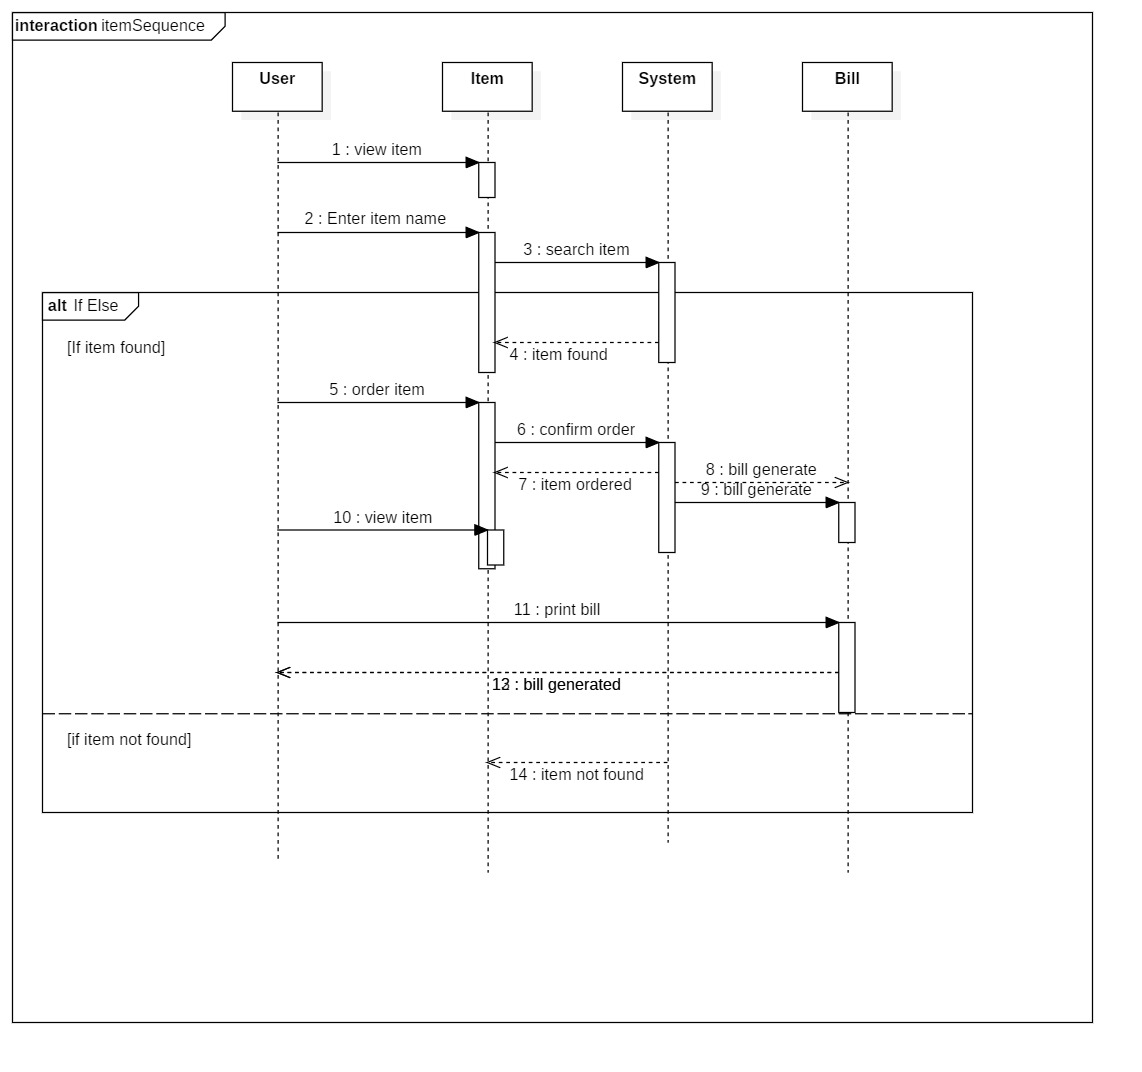 interaction itemSequence
User
Item
System
Bill
1 : view item
2 : Enter item name
3 : search item
alt If Else
[If item found]
4 : item found
5 : order item
6 : confirm order
7 : item ordered
8 : bill generate
9 : bill generate
10 : view item
11 : print bill
: bill generated
[if item not found]
14 : item not found